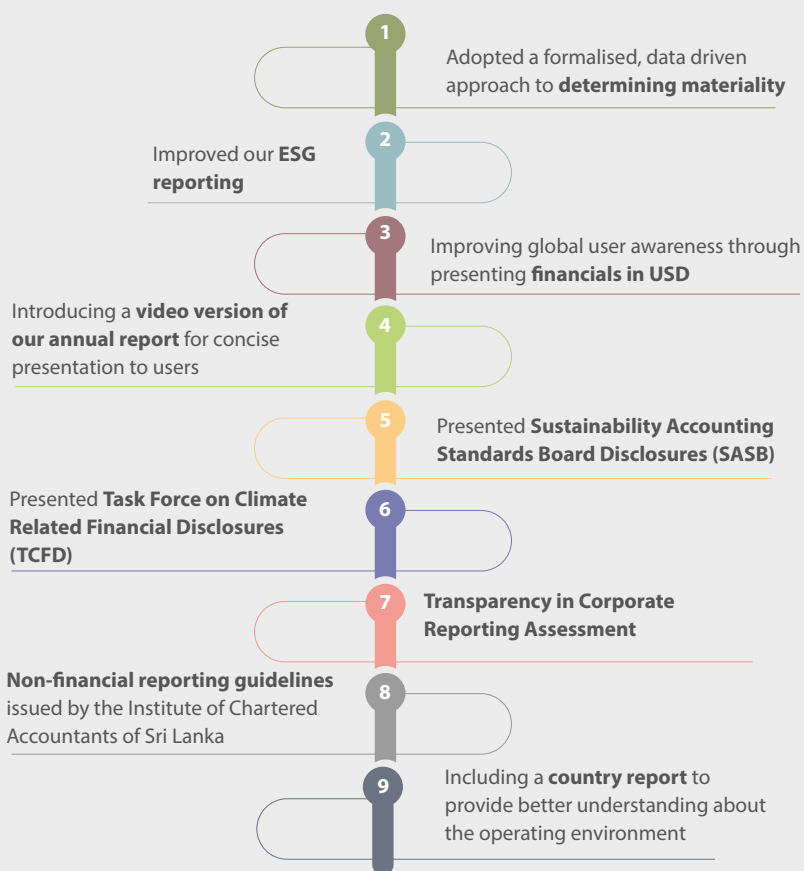 1
Adopted a formalised, data driven
approach to determining materiality
2
Improved our ESG
reporting
3
Improving global user awareness through
presenting financials in USD
4
Introducing a video version of
our annual report for concise
presentation to users
5
Presented Sustainability Accounting
Standards Board Disclosures (SASB)
6
Presented Task Force on Climate
Related Financial Disclosures
(TCFD)
7
Transparency in Corporate
Reporting Assessment
8
Non-financial reporting guidelines
issued by the Institute of Chartered
Accountants of Sri Lanka
9
Including a country report to
provide better understanding about
the operating environment